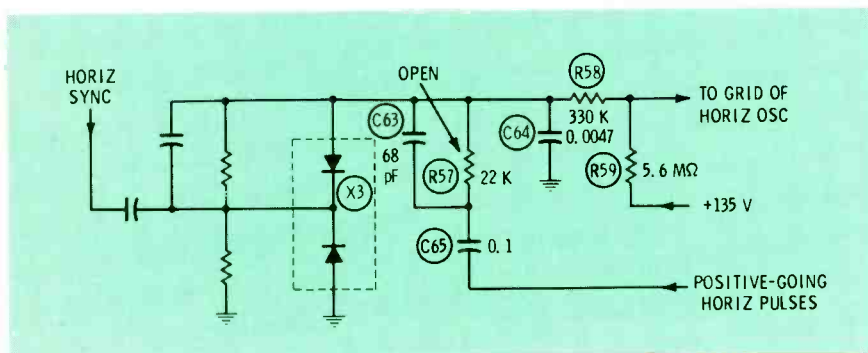 HORIZ
SYNC
OPEN
C63
68
pF
R57
22 K
X3
C65
0.1
C64
0.0047
R58
330 K
R59
5.6 MΩ
TO GRID OF
HORIZ OSC
+135 V
POSITIVE-GOING
HORIZ PULSES